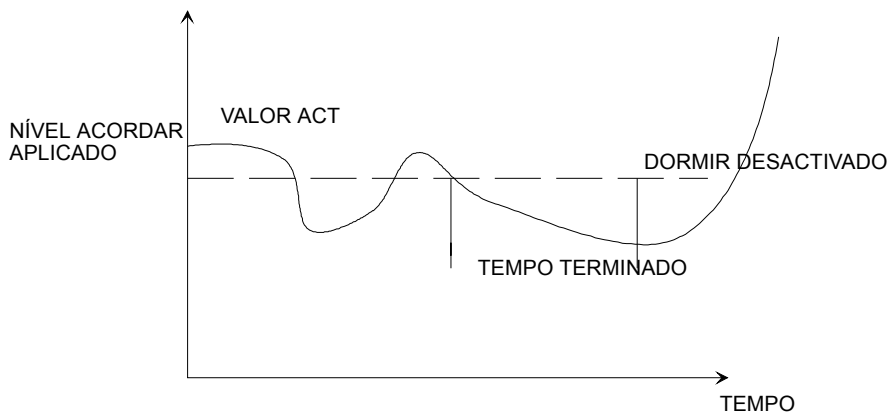 VALOR ACT
NÍVEL ACORDAR
APLICADO
DORMIR DESACTIVADO
TEMPO TERMINADO
TEMPO